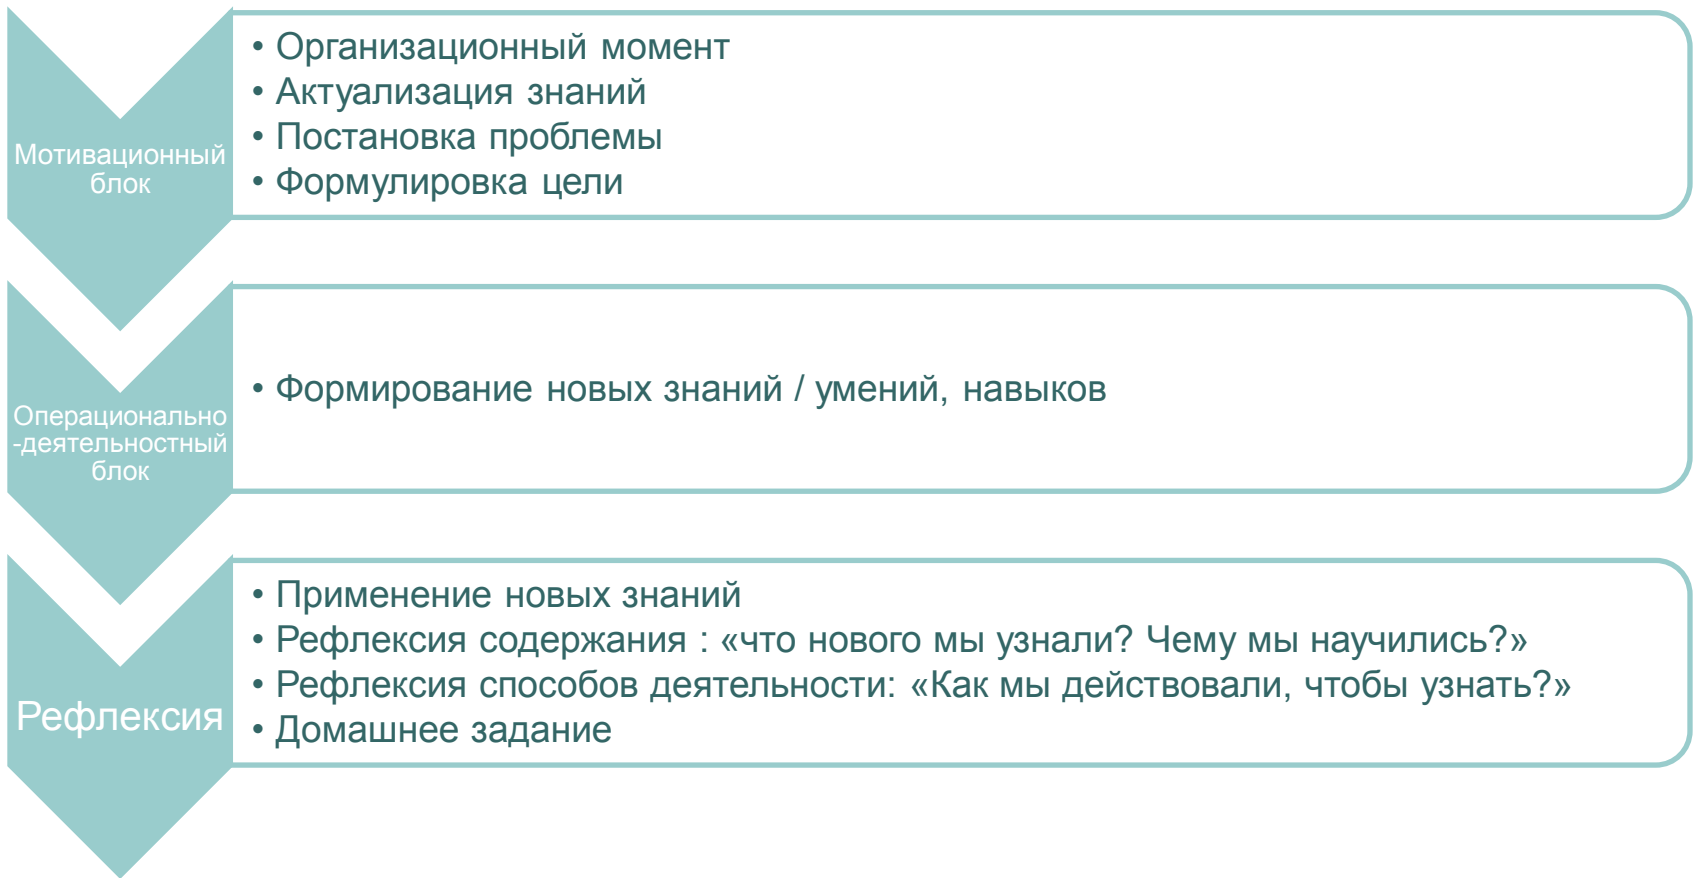 Мотивационный
блок
• Организационный момент
• Актуализация знаний
• Постановка проблемы
• Формулировка цели
Операционально
-деятельностный
блок
• Формирование новых знаний / умений, навыков
Рефлексия
• Применение новых знаний
• Рефлексия содержания : «что нового мы узнали? Чему мы научились?»
• Рефлексия способов деятельности: «Как мы действовали, чтобы узнать?»
• Домашнее задание